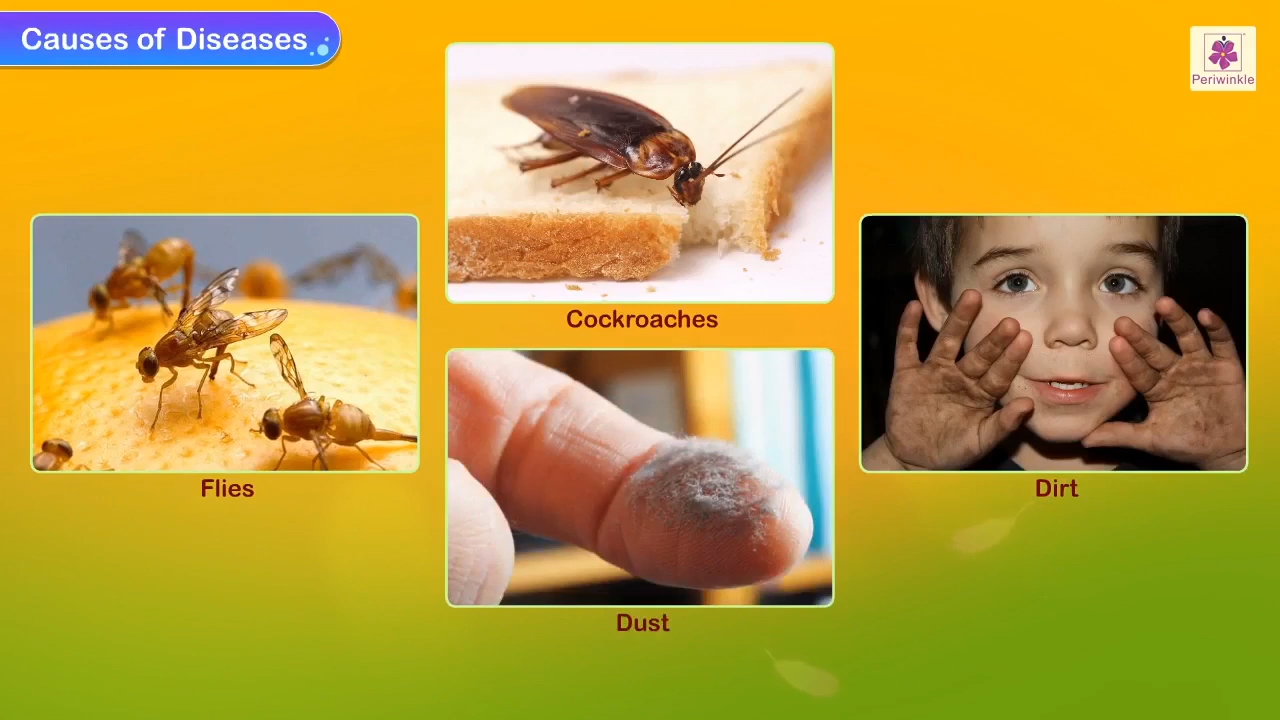 Causes of Diseases
Periwinkle
Cockroaches
Flies
Dirt
Dust